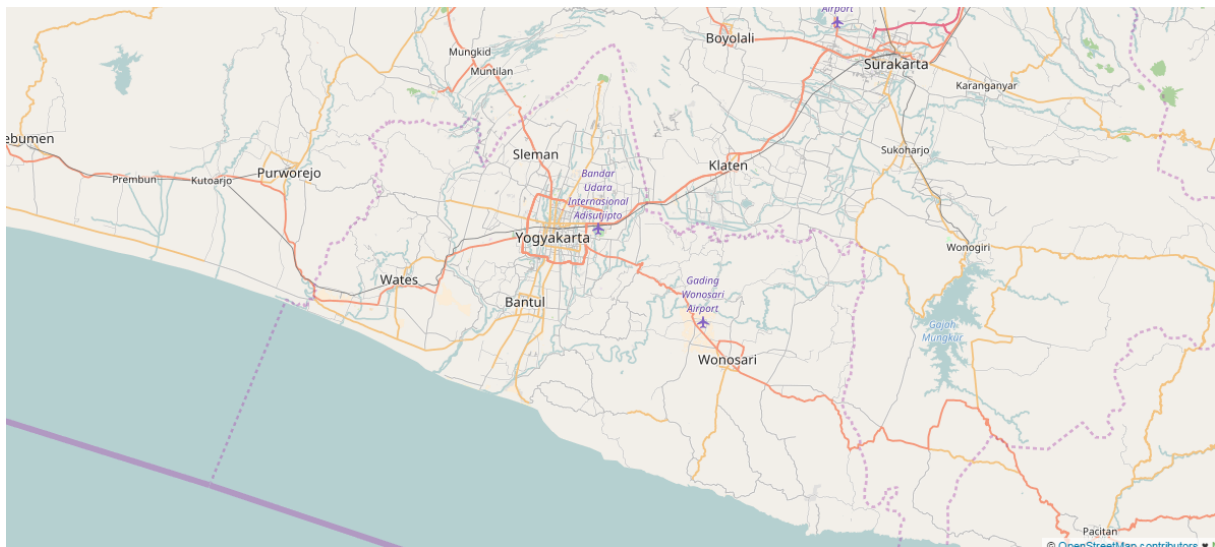 Airport
Boyolali
Surakarta
Mungkid
Muntilan
Karanganyar
ebumen
Sleman
Sukoharjo
Klaten
Prembun
Kutoarjo
Purworejo
Bandar
Udara
Internasional
Adisutjipto
Yogyakarta
Wonogiri
Wates
Gading
Wonosari
Airport
Bantul
Gajah
Mungkur
Wonosari
Pacitan
© OpenStreetMap contributors ♥